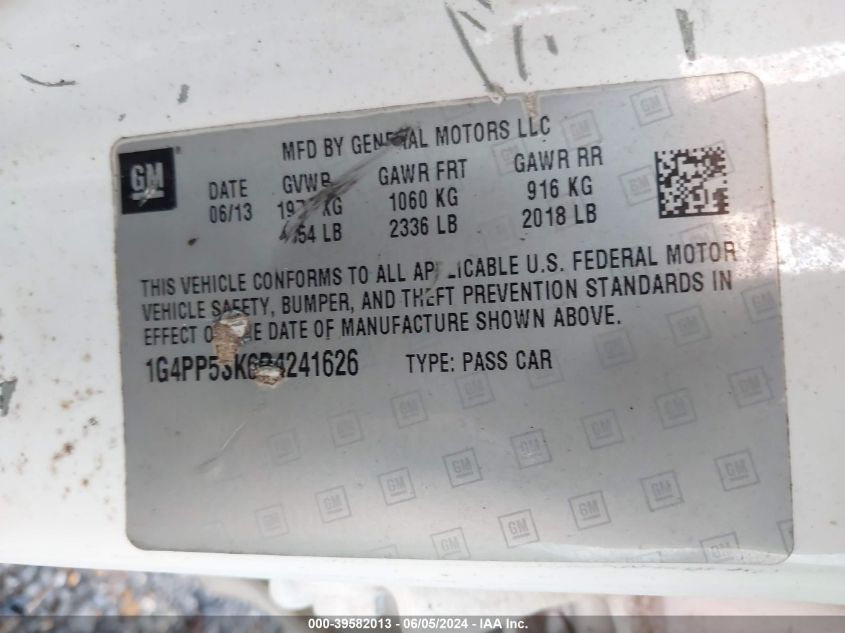 GM
MFD BY GENERAL MOTORS LLC
DATE GVWR GAWR FRT GAWR RR
06/13 KG 1060 KG 916 KG
LB 2336 LB 2018 LB
THIS VEHICLE CONFORMS TO ALL APPLICABLE U.S. FEDERAL MOTOR
VEHICLE SAFETY, BUMPER, AND THEFT PREVENTION STANDARDS IN
EFFECT ON THE DATE OF MANUFACTURE SHOWN ABOVE.
TYPE: PASS CAR
000-39582013 - 06/05/2024 - IAA Inc.